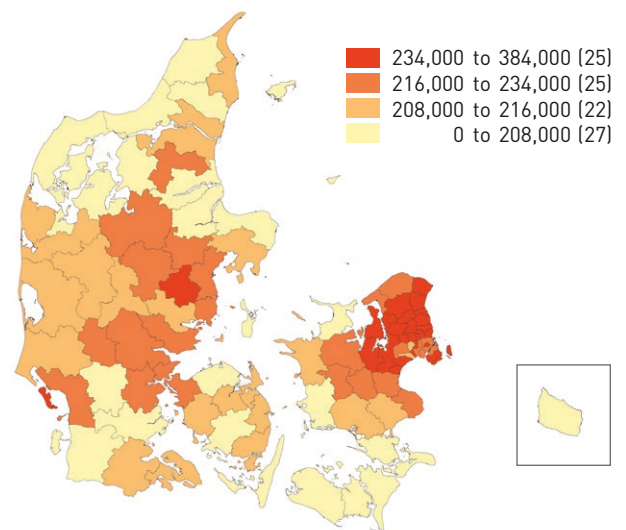 234,000 to 384,000 (25)
216,000 to 234,000 (25)
208,000 to 216,000 (22)
0 to 208,000 (27)